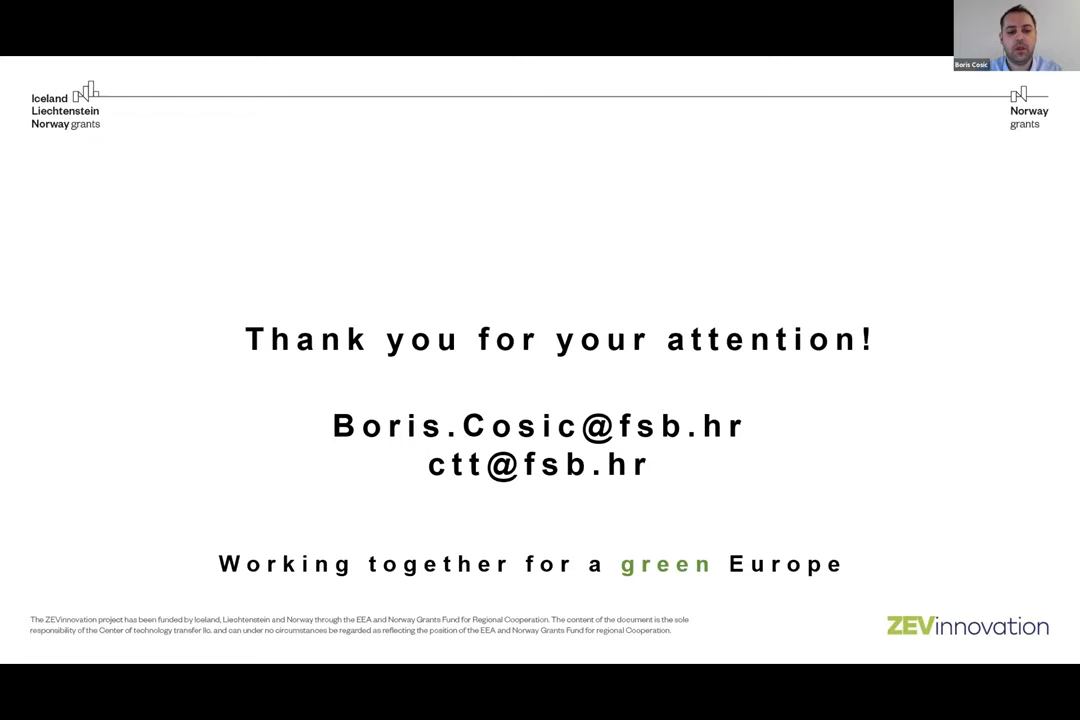 Boris Cosic
Iceland
Liechtenstein
Norway grants
Norway
grants
Thank you for your attention!
Boris.Cosic@fsb.hr
ctt@fsb.hr
Working together for a green Europe
The ZEVinnovation project has been funded by Iceland, Liechtenstein and Norway through the EEA and Norway Grants Fund for Regional Cooperation. The content of the document is the sole
responsibility of the Center of technology transfer llc. and can under no circumstances be regarded as reflecting the position of the EEA and Norway Grants Fund for regional Cooperation.
ZEVinnovation